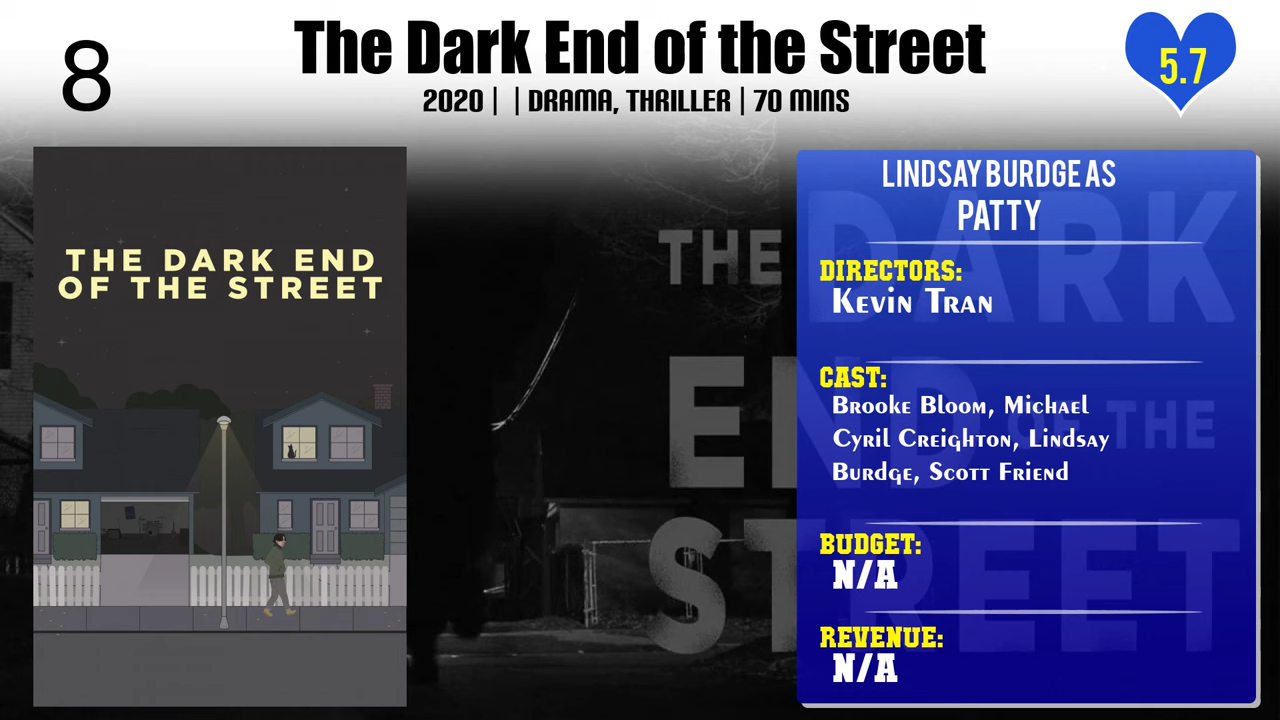 8
The Dark End of the Street
2020 | | DRAMA, THRILLER | 70 MINS
5.7
THE DARK END
OF THE STREET
THE DARK
END OF THE
STREET
LINDSAY BURDGE AS
PATTY
DIRECTORS:
Kevin Tran
CAST:
Brooke Bloom, Michael
Cyril Creighton, Lindsay
Burdge, Scott Friend
BUDGET:
N/A
REVENUE:
N/A